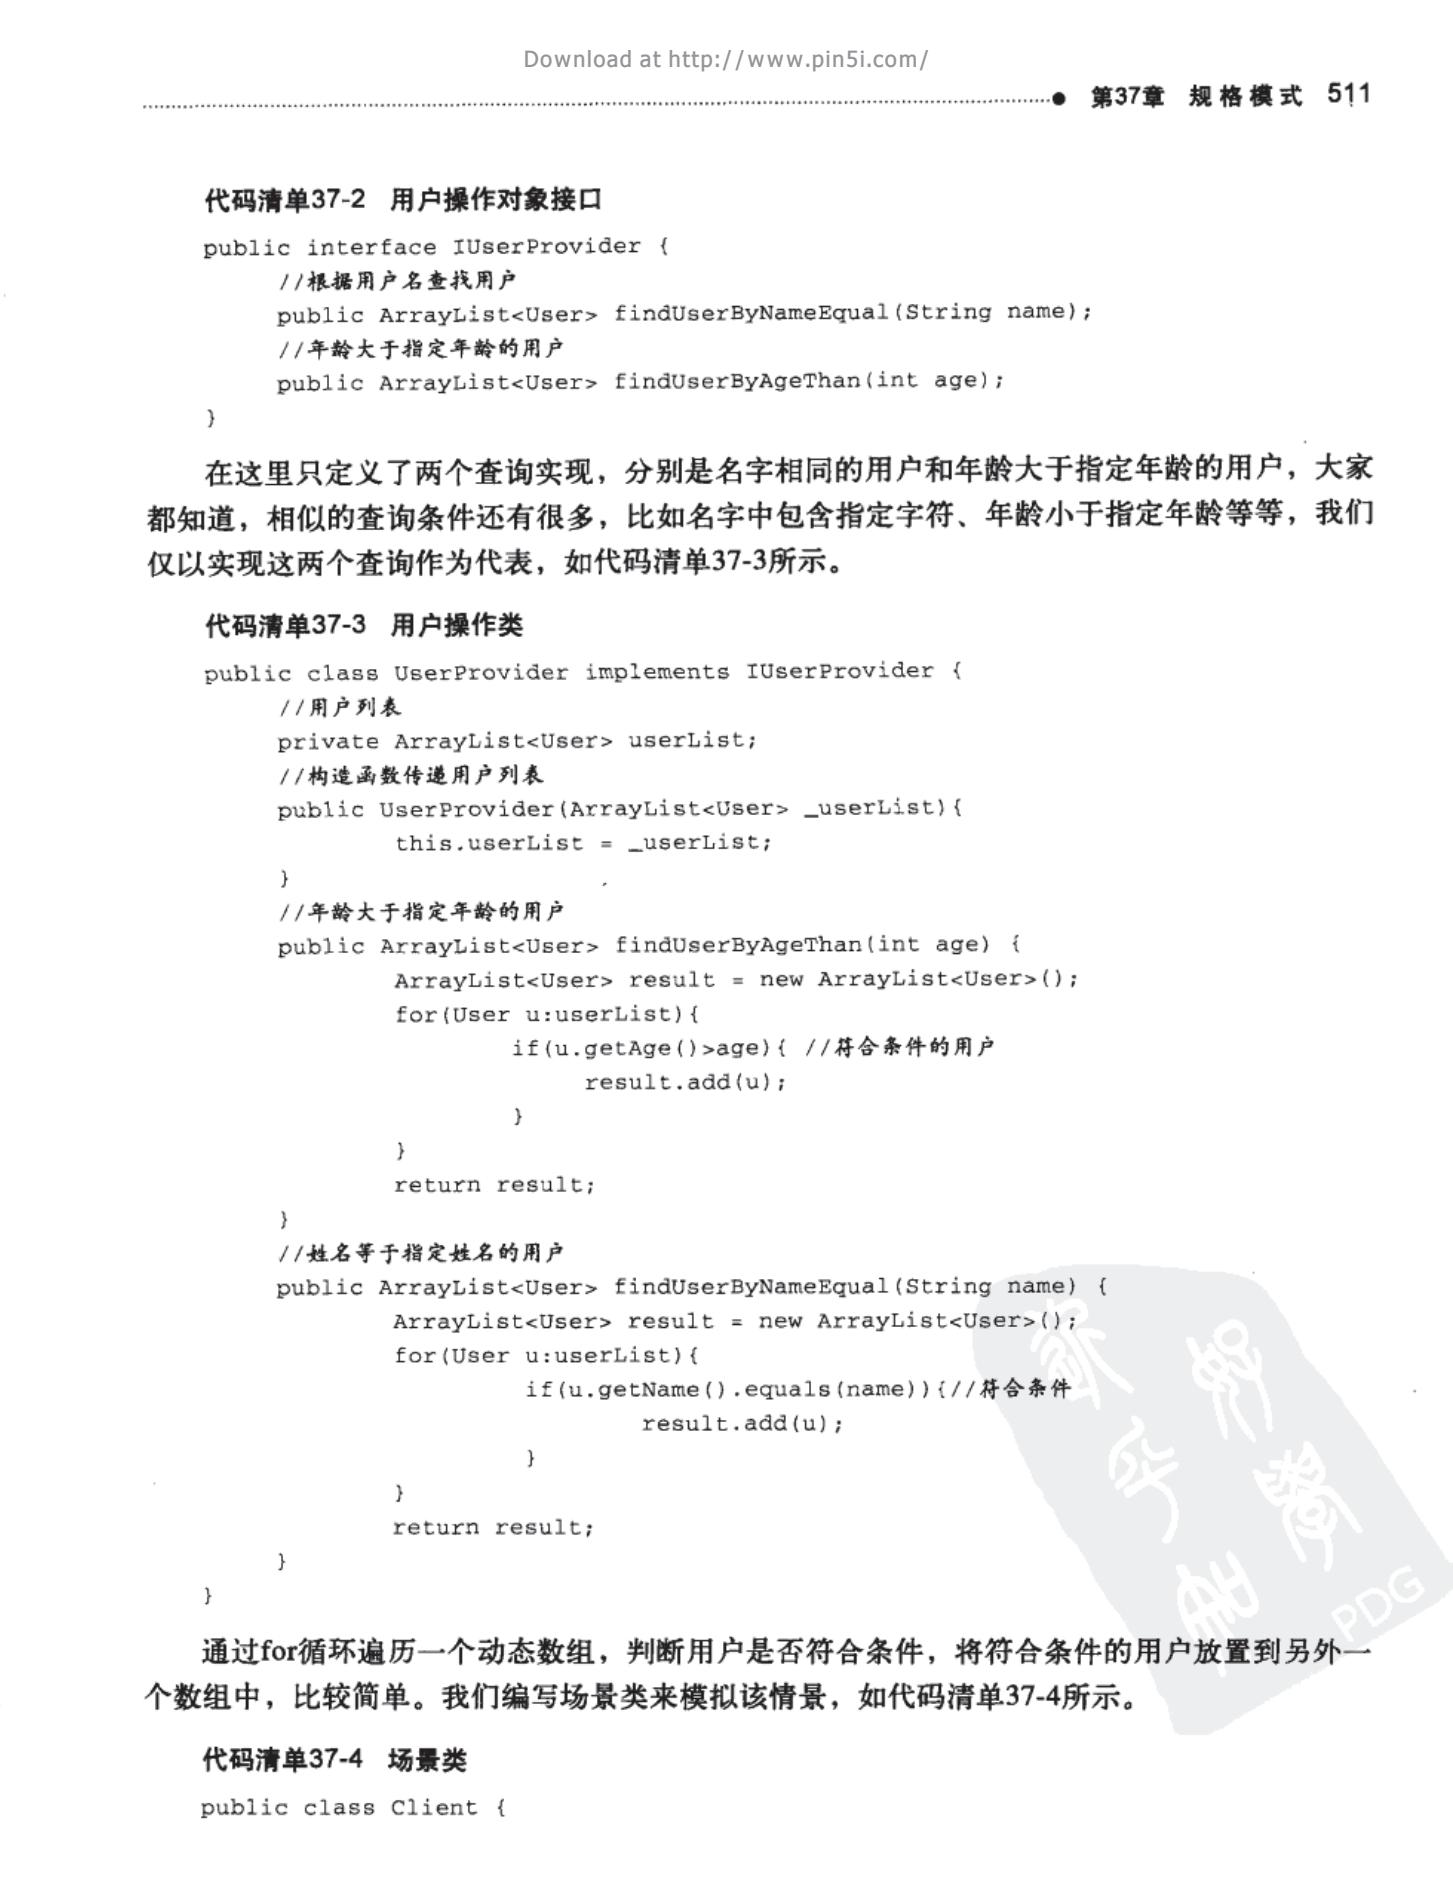 Download at http://www.pin5i.com/
第37章 规格模式 511
代码清单37-2 用户操作对象接口
public interface IUserProvider {
//根据用户名查找用户
public ArrayList<User> findUserByNameEqual(String name);
//年龄大于指定年龄的用户
public ArrayList<User> findUserByAgeThan(int age);
}
在这里只定义了两个查询实现，分别是名字相同的用户和年龄大于指定年龄的用户，大家
都知道，相似的查询条件还有很多，比如名字中包含指定字符、年龄小于指定年龄等等，我们
仅以实现这两个查询作为代表，如代码清单37-3所示。
代码清单37-3 用户操作类
public class UserProvider implements IUserProvider {
//用户列表
private ArrayList<User> userList;
//构造函数传递用户列表
public UserProvider(ArrayList<User> _userList){
this.userList = _userList;
}
//年龄大于指定年龄的用户
public ArrayList<User> findUserByAgeThan(int age) {
ArrayList<User> result = new ArrayList<User>();
for(User u:userList){
if(u.getAge()>age){ //符合条件的用户
result.add(u);
}
}
return result;
}
//姓名等于指定姓名的用户
public ArrayList<User> findUserByNameEqual(String name) {
ArrayList<User> result = new ArrayList<User>();
for(User u:userList){
if(u.getName().equals(name)){//符合条件
result.add(u);
}
}
return result;
}
}
通过for循环遍历一个动态数组，判断用户是否符合条件，将符合条件的用户放置到另外一
个数组中，比较简单。我们编写场景类来模拟该情景，如代码清单37-4所示。
代码清单37-4 场景类
public class Client {
PDG